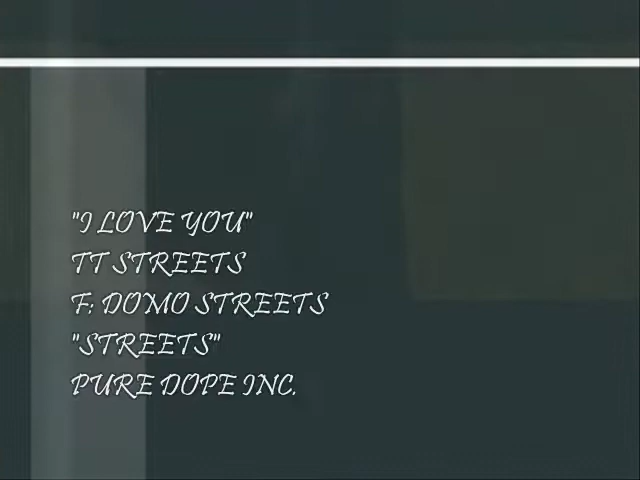 "I LOVE YOU"
TT STREETS
F: DOMO STREETS
"STREETS"
PURE DOPE INC.